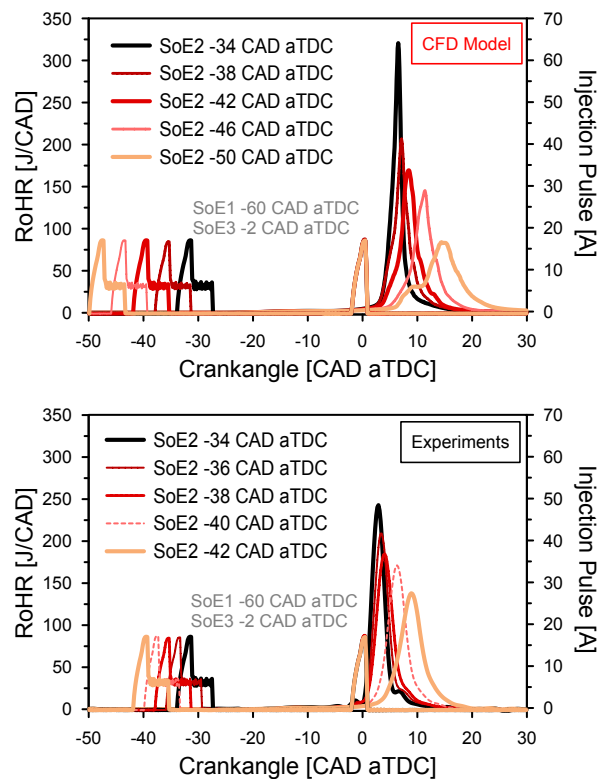 350
300
250
200
150
100
50
0
RoHR [J/CAD]
SoE2 -34 CAD aTDC
SoE2 -38 CAD aTDC
SoE2 -42 CAD aTDC
SoE2 -46 CAD aTDC
SoE2 -50 CAD aTDC
CFD Model
SoE1 -60 CAD aTDC
SoE3 -2 CAD aTDC
70
60
50
40
30
20
10
0
Injection Pulse [A]
-50 -40 -30 -20 -10 0 10 20 30
Crankangle [CAD aTDC]
350
300
250
200
150
100
50
0
RoHR [J/CAD]
SoE2 -34 CAD aTDC
SoE2 -36 CAD aTDC
SoE2 -38 CAD aTDC
SoE2 -40 CAD aTDC
SoE2 -42 CAD aTDC
Experiments
SoE1 -60 CAD aTDC
SoE3 -2 CAD aTDC
70
60
50
40
30
20
10
0
Injection Pulse [A]
-50 -40 -30 -20 -10 0 10 20 30
Crankangle [CAD aTDC]